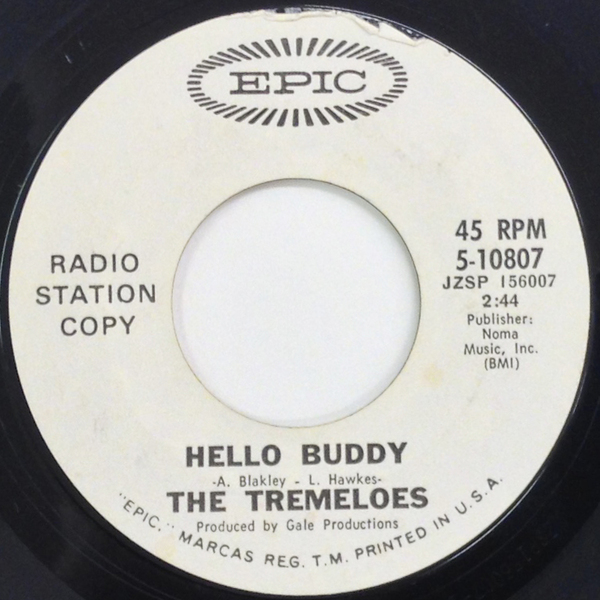 EPIC
RADIO
STATION
COPY
45 RPM
5-10807
JZSP 156007
2:44
Publisher:
Noma
Music, Inc.
(BMI)
HELLO BUDDY
-A. Blakley - L. Hawkes-
THE TREMELOES
Produced by Gale Productions
"EPIC," MARCAS REG. T.M. PRINTED IN U.S.A.